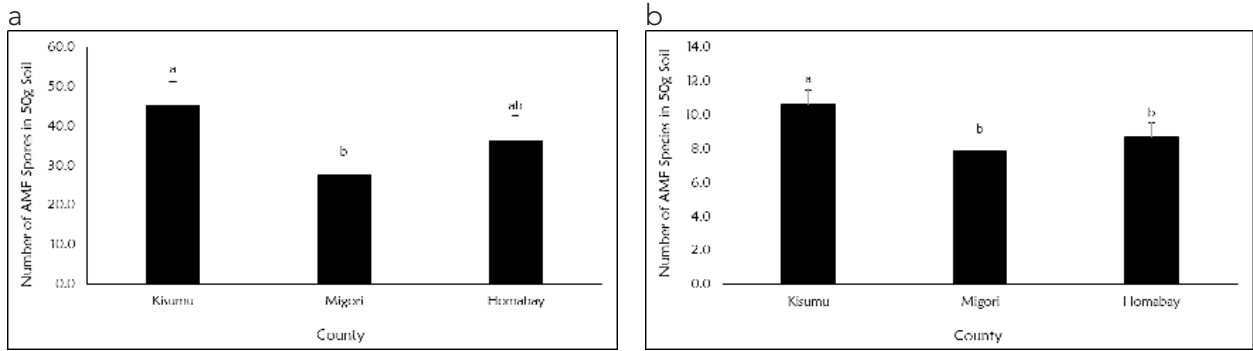 a
Number of AMF Spores in 50g Soil
60.0
50.0
40.0
30.0
20.0
10.0
0.0
a
b
ab
Kisumu
Migori
Homabay
County
b
Number of AMF Species in 50g Soil
14.0
12.0
10.0
8.0
6.0
4.0
2.0
0.0
a
b
b
Kisumu
Migori
Homabay
County